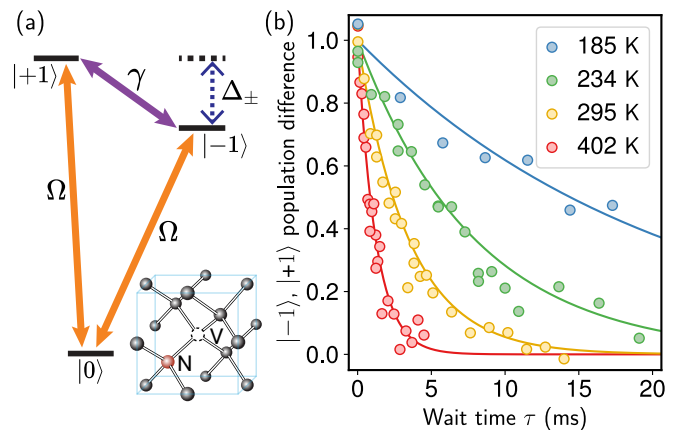 (a)
|+1⟩
γ
Δ±
|−1⟩
Ω
Ω
|0⟩
N
V
(b)
|−1⟩, |+1⟩ population difference
1.0
0.8
0.6
0.4
0.2
0.0
185 K
234 K
295 K
402 K
0
5
10
15
20
Wait time τ (ms)